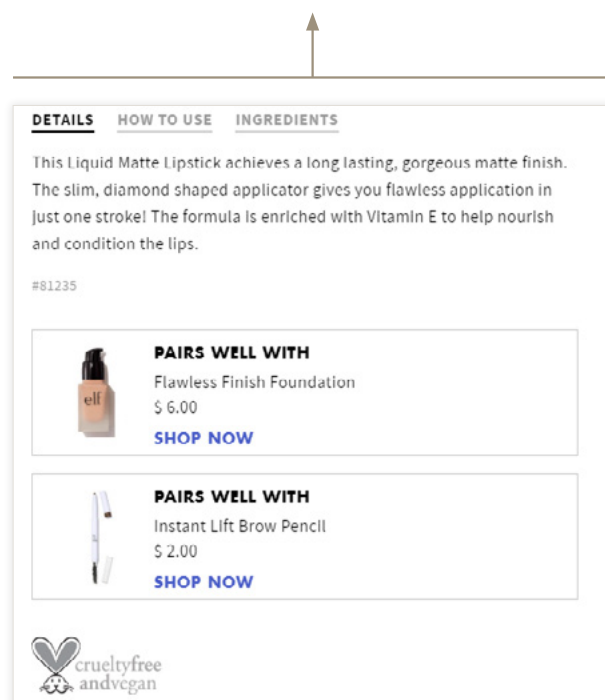 DETAILS HOW TO USE INGREDIENTS
This Liquid Matte Lipstick achieves a long lasting, gorgeous matte finish.
The slim, diamond shaped applicator gives you flawless application in
just one stroke! The formula is enriched with Vitamin E to help nourish
and condition the lips.
#81235
PAIRS WELL WITH
elf
Flawless Finish Foundation
$ 6.00
SHOP NOW
PAIRS WELL WITH
Instant Lift Brow Pencil
$ 2.00
SHOP NOW
crueltyfree
andvegan